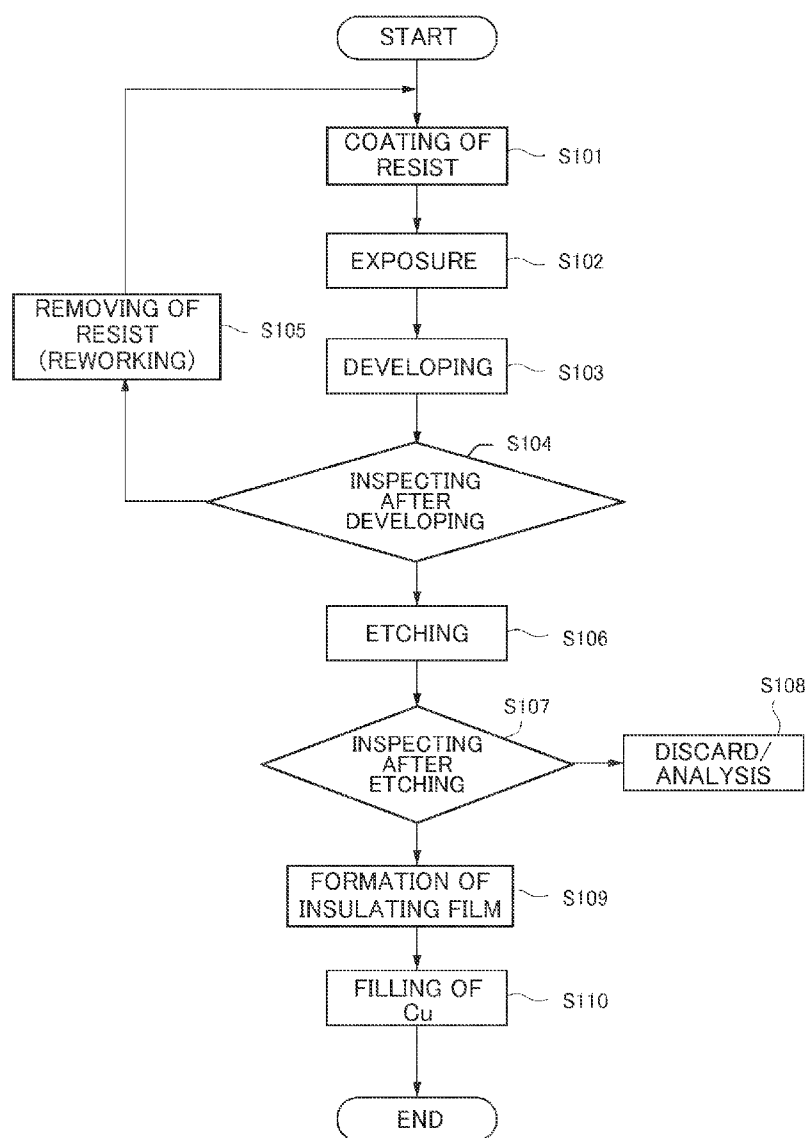 START
COATING OF
RESIST
S101
EXPOSURE
S102
REMOVING OF
RESIST
(REWORKING)
S105
DEVELOPING
S103
S104
INSPECTING
AFTER
DEVELOPING
ETCHING
S106
S107
INSPECTING
AFTER
ETCHING
S108
DISCARD/
ANALYSIS
FORMATION OF
INSULATING FILM
S109
FILLING OF
Cu
S110
END